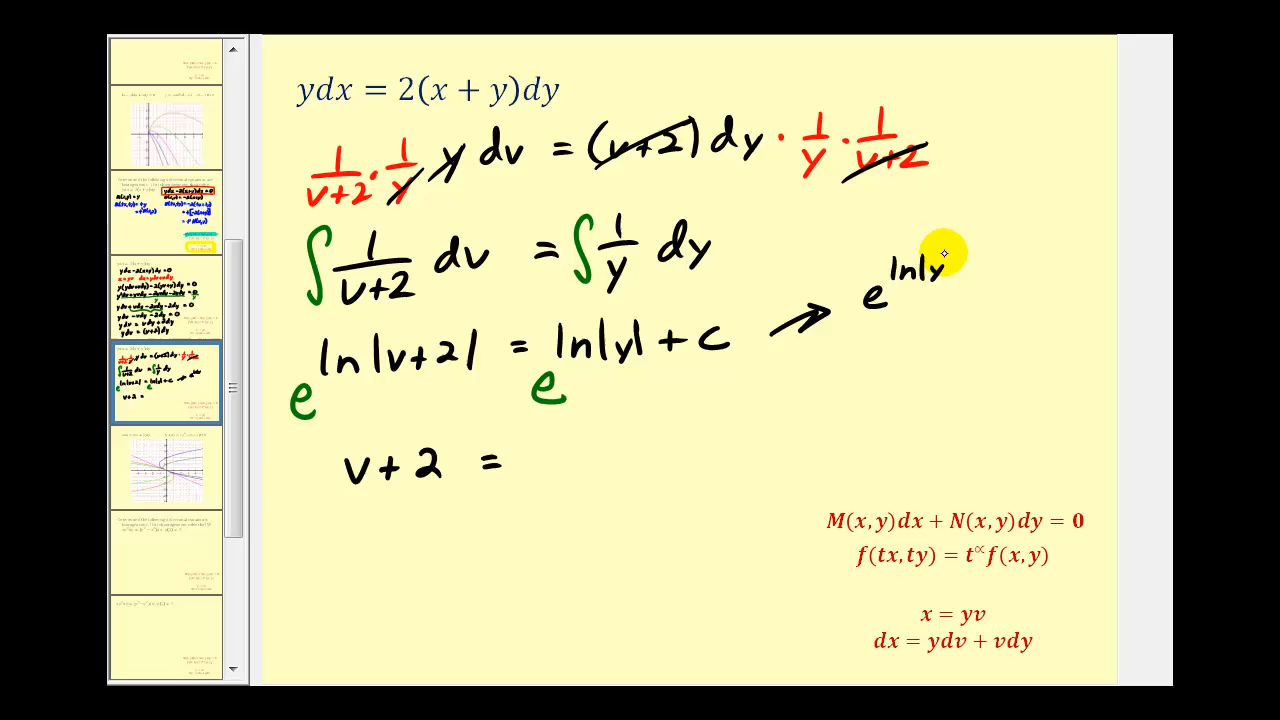 ydx = 2(x + y)dy
1/(v+2) · 1/y · y dv = (v+2) dy · 1/y · 1/(v+2)
∫ 1/(v+2) dv = ∫ 1/y dy
ln|v+2| = ln|y| + c ⇒ e^ln|y
e e
v + 2 =
M(x, y)dx + N(x, y)dy = 0
f(tx, ty) = t^∝ f(x, y)
x = yv
dx = ydv + vdy